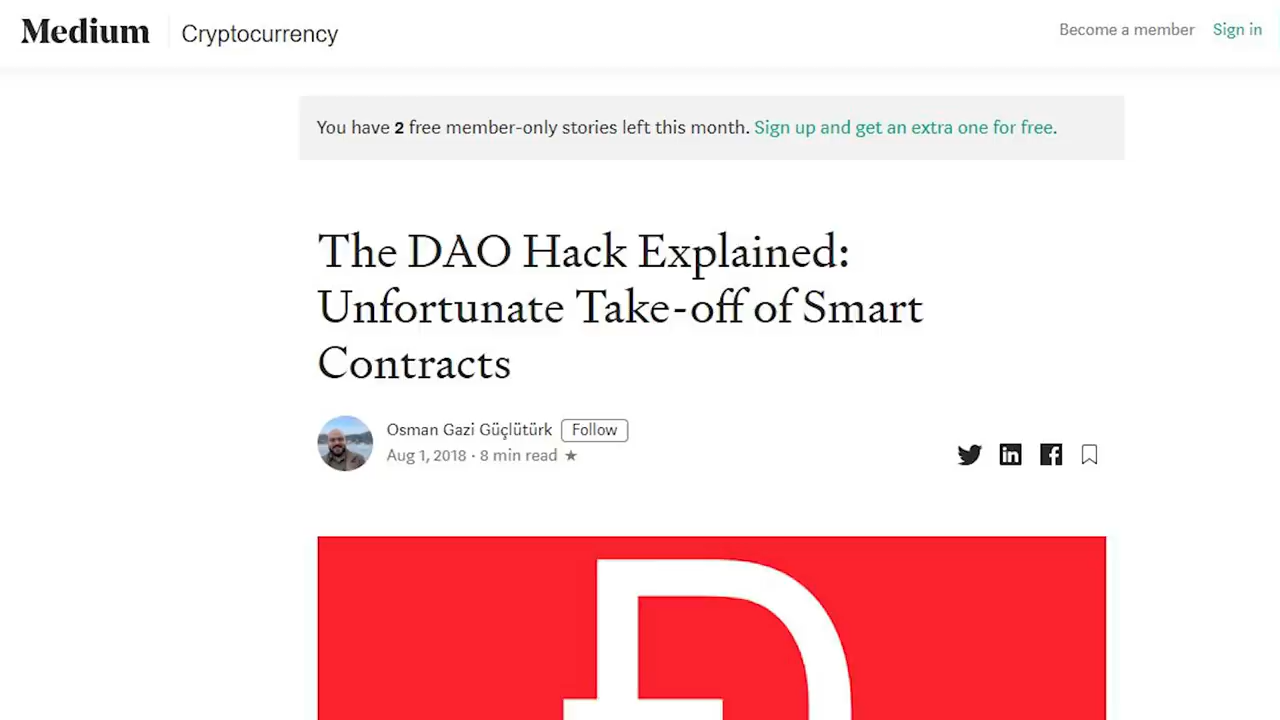 Medium
Cryptocurrency
Become a member
Sign in
You have 2 free member-only stories left this month. Sign up and get an extra one for free.
The DAO Hack Explained:
Unfortunate Take-off of Smart
Contracts
Osman Gazi Güçlütürk
Follow
Aug 1, 2018 · 8 min read ★